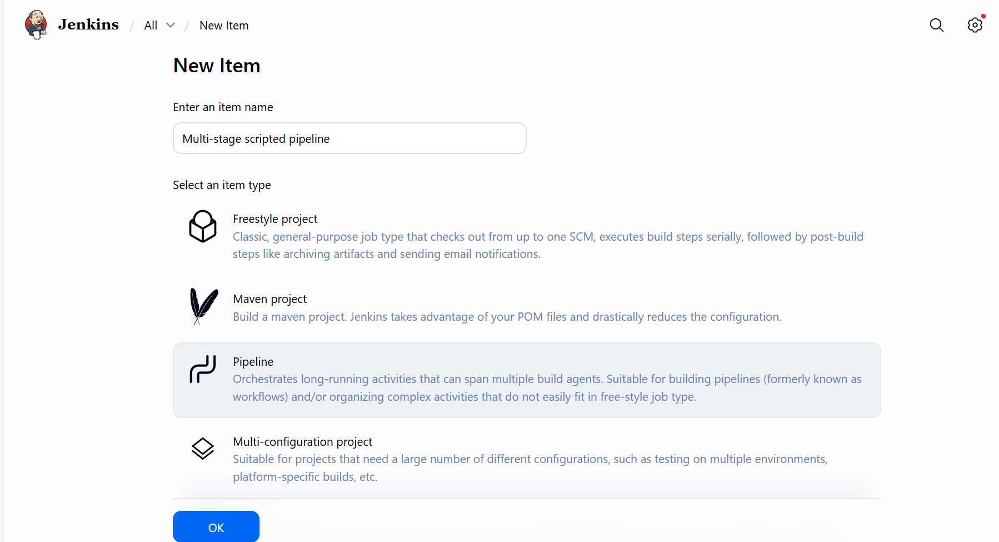 Jenkins / All / New Item
New Item
Enter an item name
Multi-stage scripted pipeline
Select an item type
Freestyle project
Classic, general-purpose job type that checks out from up to one SCM, executes build steps serially, followed by post-build
steps like archiving artifacts and sending email notifications.
Maven project
Build a maven project. Jenkins takes advantage of your POM files and drastically reduces the configuration.
Pipeline
Orchestrates long-running activities that can span multiple build agents. Suitable for building pipelines (formerly known as
workflows) and/or organizing complex activities that do not easily fit in free-style job type.
Multi-configuration project
Suitable for projects that need a large number of different configurations, such as testing on multiple environments,
platform-specific builds, etc.
OK